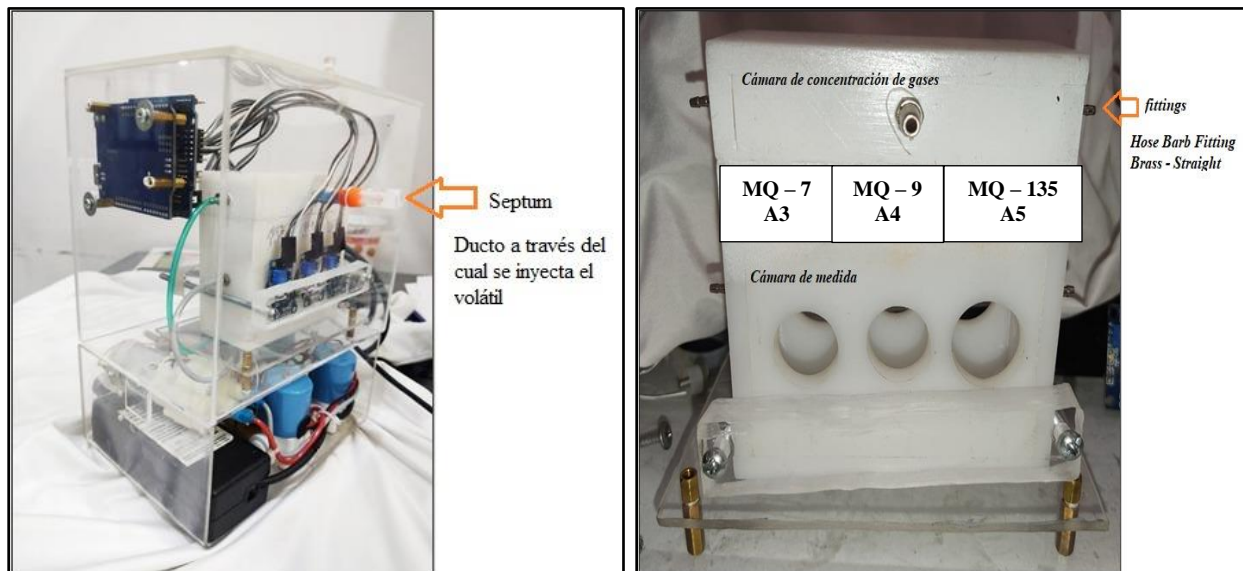 Septum
Ducto a través del
cual se inyecta el
volátil
Cámara de concentración de gases
fittings
Hose Barb Fitting
Brass - Straight
MQ – 7
A3
MQ – 9
A4
MQ – 135
A5
Cámara de medida